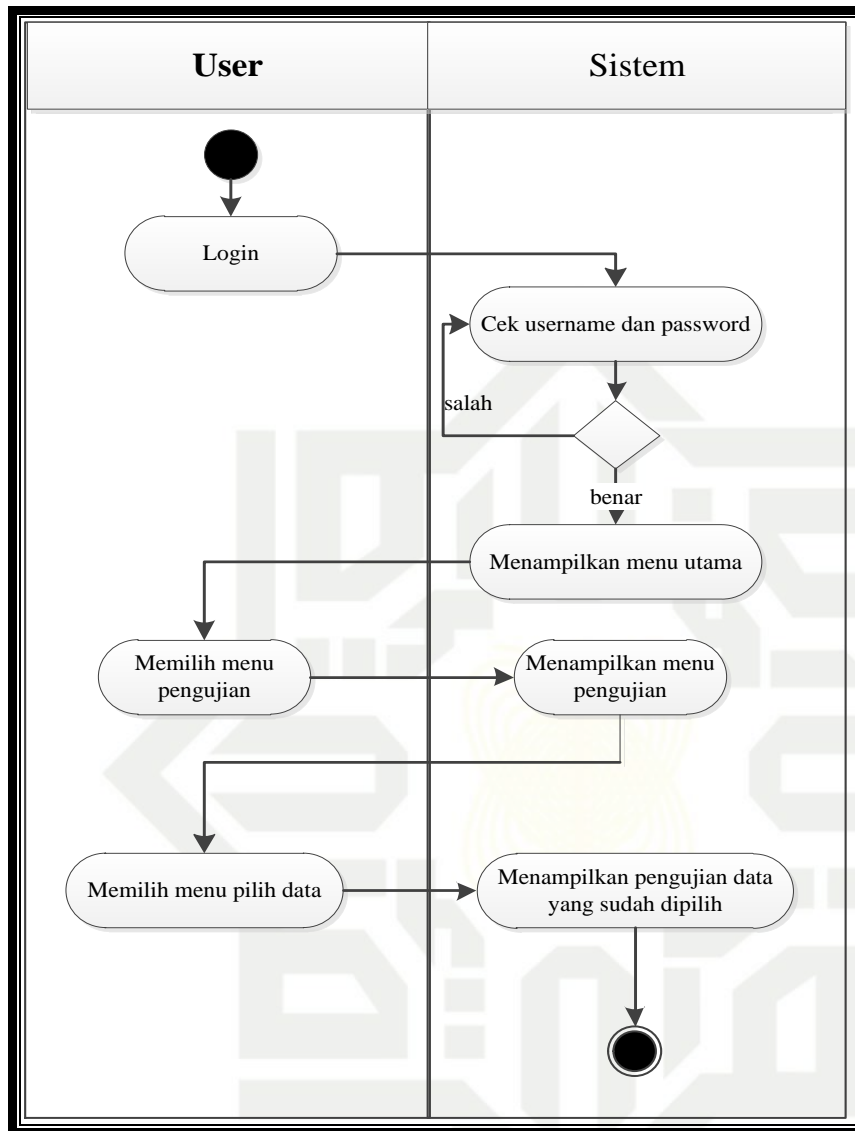 User
Sistem
Login
Cek username dan password
salah
benar
Menampilkan menu utama
Memilih menu
pengujian
Menampilkan menu
pengujian
Memilih menu pilih data
Menampilkan pengujian data
yang sudah dipilih